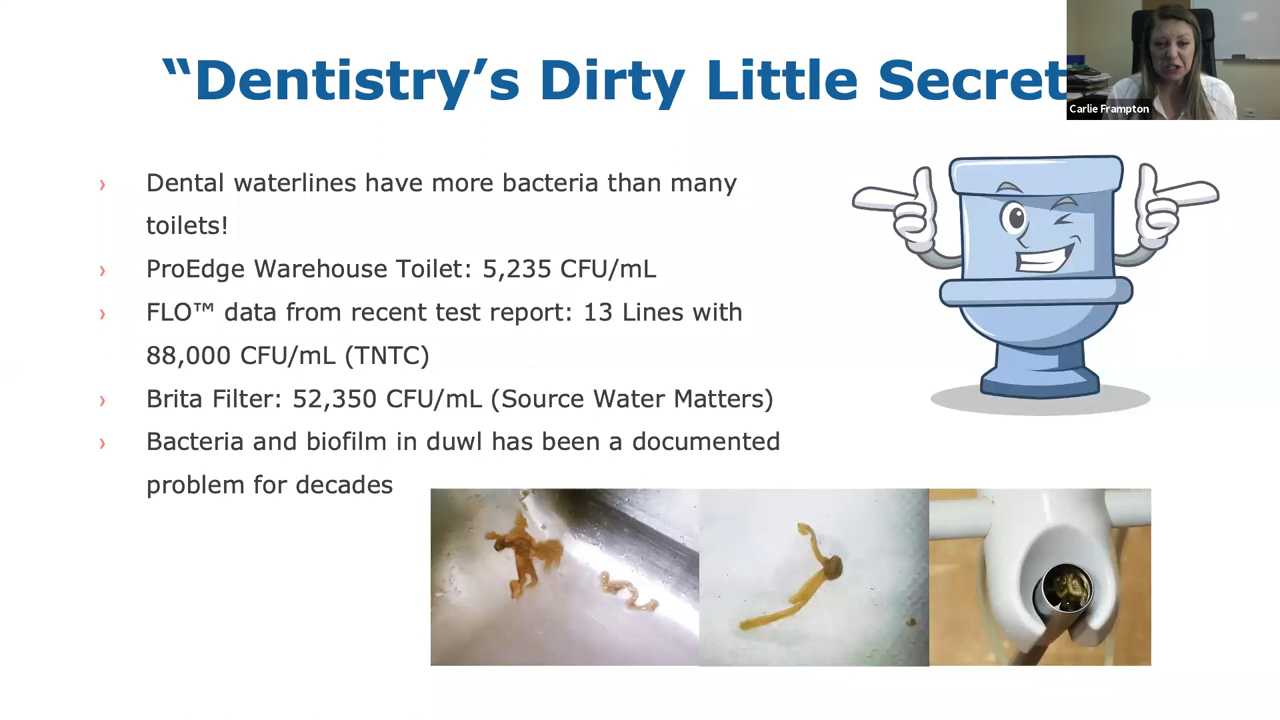 “Dentistry’s Dirty Little Secret
Carlie Frampton
› Dental waterlines have more bacteria than many
toilets!
› ProEdge Warehouse Toilet: 5,235 CFU/mL
› FLO™ data from recent test report: 13 Lines with
88,000 CFU/mL (TNTC)
› Brita Filter: 52,350 CFU/mL (Source Water Matters)
› Bacteria and biofilm in duwl has been a documented
problem for decades